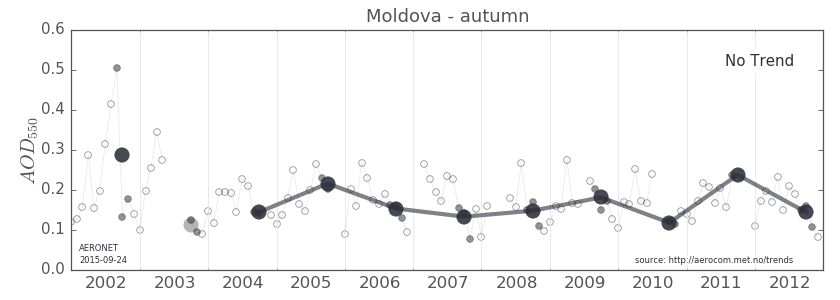 Moldova - autumn
0.6
No Trend
0.5
0.4
0.3
AOD550
0.2
0.1
AERONET
2015-09-24
source: http://aerocom.met.no/trends
0.0
2002 2003 2004 2005 2006 2007 2008 2009 2010 2011 2012